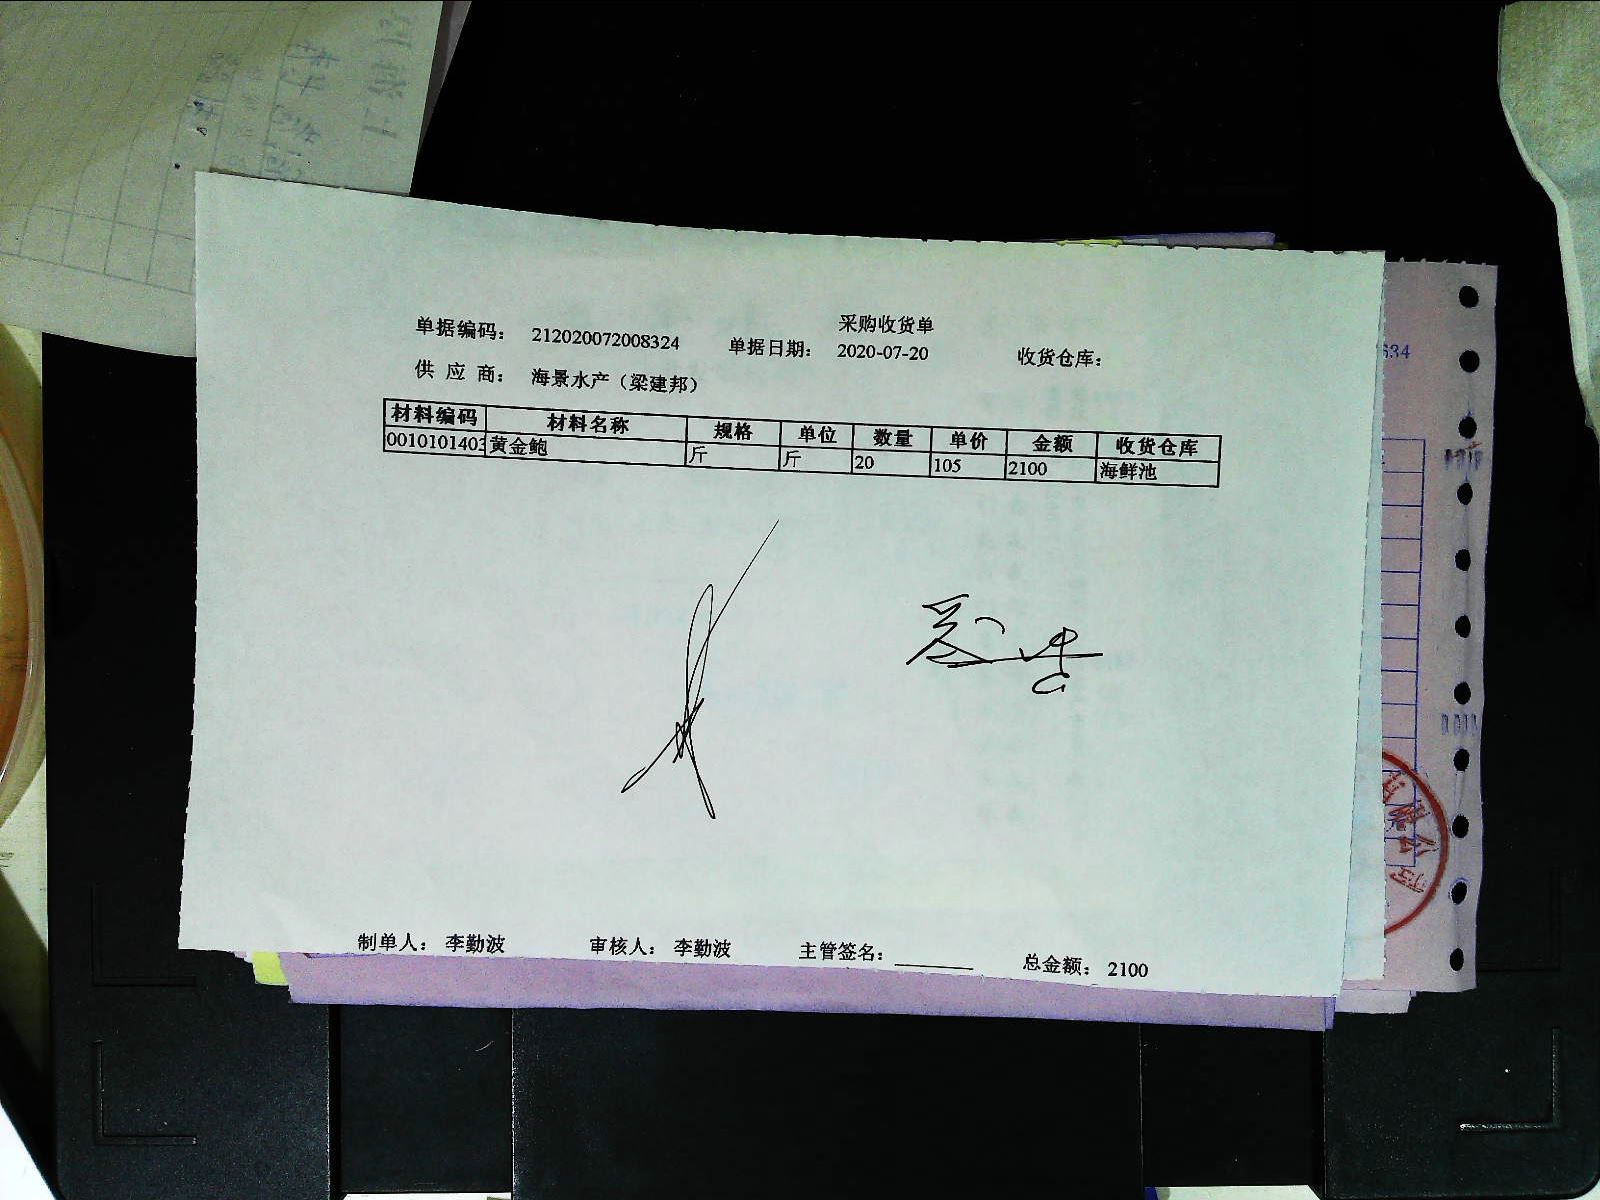 采购收货单
单据编码: 212020072008324 单据日期: 2020-07-20 收货仓库:
供 应 商: 海景水产（梁建邦）
材料编码 材料名称 规格 单位 数量 单价 金额 收货仓库
0010101403 黄金鲍 斤 斤 20 105 2100 海鲜池
制单人: 李勤波 审核人: 李勤波 主管签名: 总金额: 2100
634